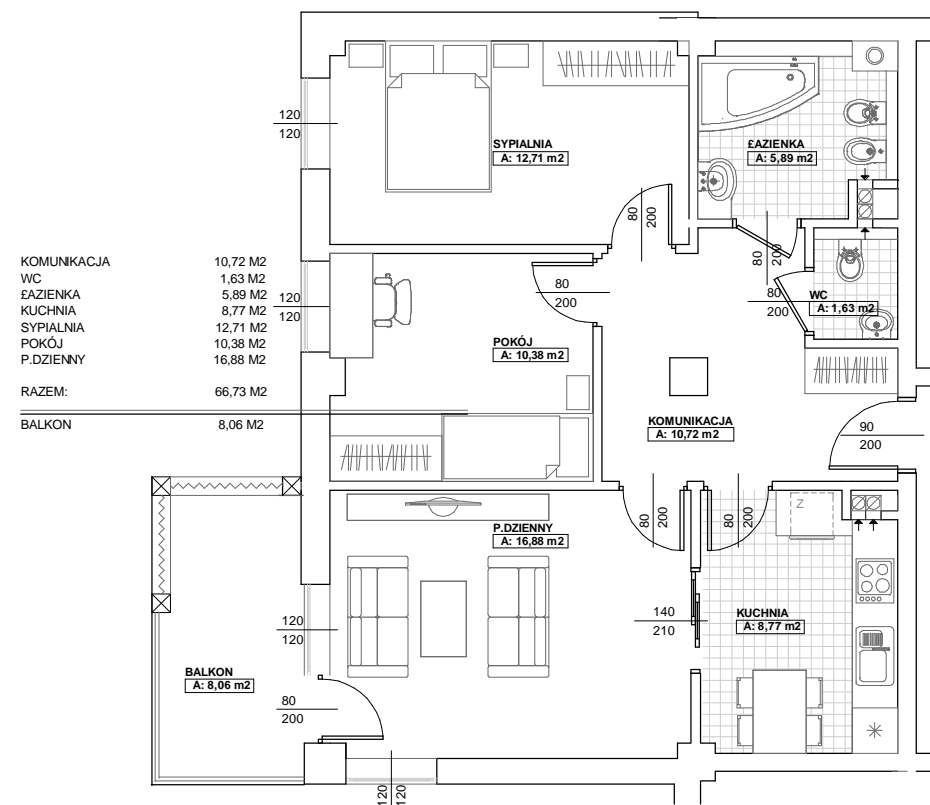 120
120
SYPIALNIA
A: 12,71 m2
£AZIENKA
A: 5,89 m2
80
200
80
200
KOMUNIKACJA 10,72 M2
WC 1,63 M2
£AZIENKA 5,89 M2
KUCHNIA 8,77 M2
SYPIALNIA 12,71 M2
POKÓJ 10,38 M2
P.DZIENNY 16,88 M2
RAZEM: 66,73 M2
BALKON 8,06 M2
120
120
80
200
80
200
WC
A: 1,63 m2
POKÓJ
A: 10,38 m2
KOMUNIKACJA
A: 10,72 m2
90
200
P.DZIENNY
A: 16,88 m2
80
200
80
200
Z
120
120
140
210
KUCHNIA
A: 8,77 m2
BALKON
A: 8,06 m2
80
200
120
120